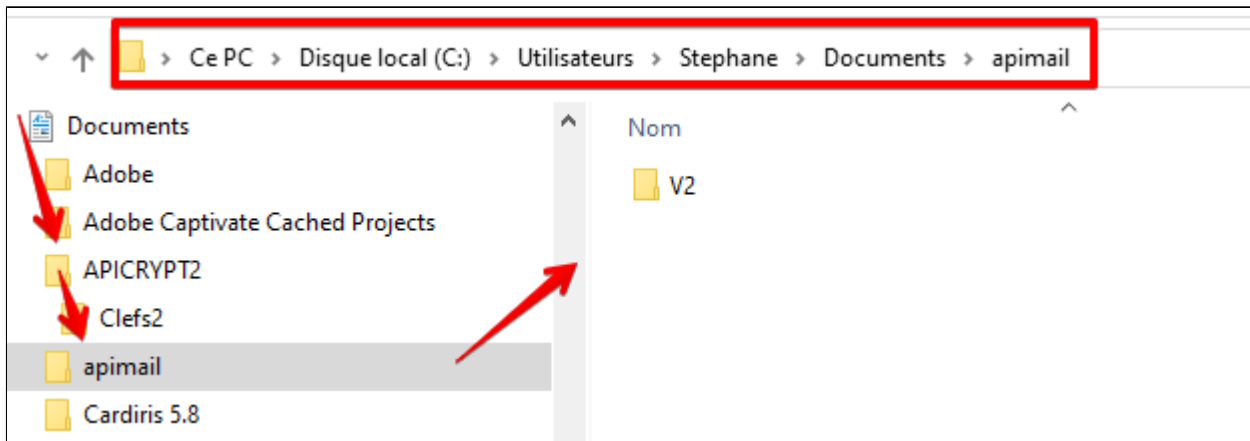 Ce PC > Disque local (C:) > Utilisateurs > Stephane > Documents > apimail
Documents
Adobe
Adobe Captivate Cached Projects
APICRYPT2
Clefs2
apimail
Cardiris 5.8
Nom
V2